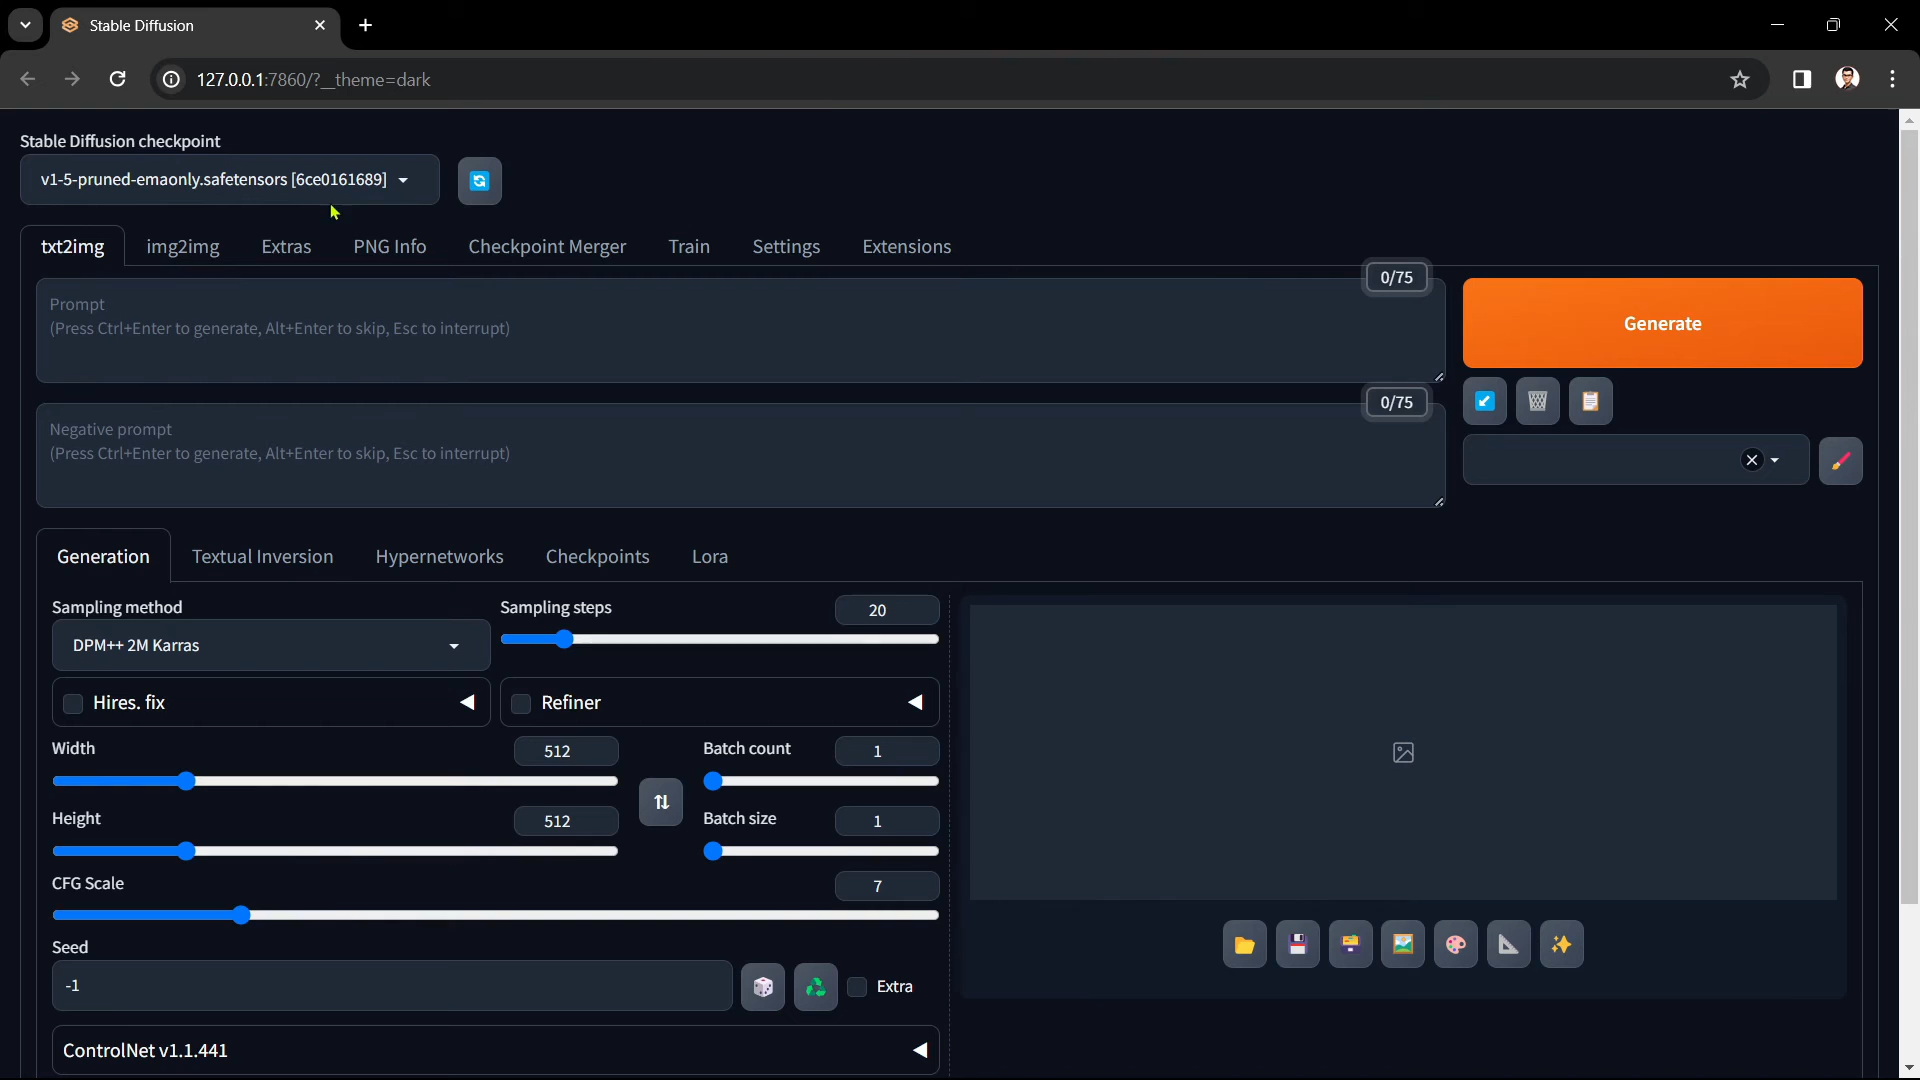 Stable Diffusion
127.0.0.1:7860/?__theme=dark
Stable Diffusion checkpoint
v1-5-pruned-emaonly.safetensors [6ce0161689]
txt2img img2img Extras PNG Info Checkpoint Merger Train Settings Extensions
0/75
Prompt
(Press Ctrl+Enter to generate, Alt+Enter to skip, Esc to interrupt)
Generate
0/75
Negative prompt
(Press Ctrl+Enter to generate, Alt+Enter to skip, Esc to interrupt)
Generation Textual Inversion Hypernetworks Checkpoints Lora
Sampling method
DPM++ 2M Karras
Sampling steps
20
Hires. fix
Refiner
Width
512
Batch count
1
Height
512
Batch size
1
CFG Scale
7
Seed
-1
Extra
ControlNet v1.1.441